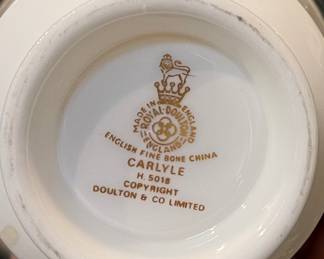 MADE IN ENGLAND
ROYAL·DOULTON
ENGLAND
ENGLISH FINE BONE CHINA
CARLYLE
H. 5018
COPYRIGHT
DOULTON & CO LIMITED